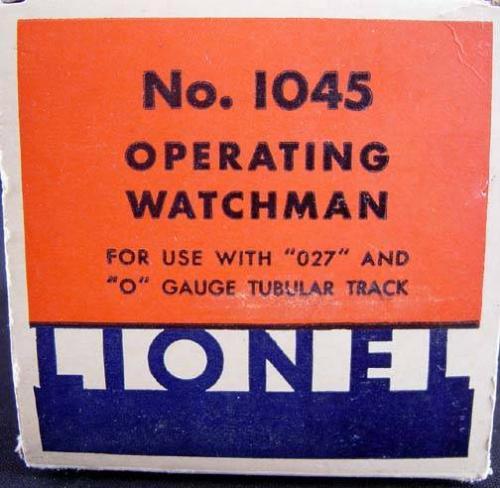 No. 1045
OPERATING
WATCHMAN
FOR USE WITH "027" AND
"O" GAUGE TUBULAR TRACK
LIONEL